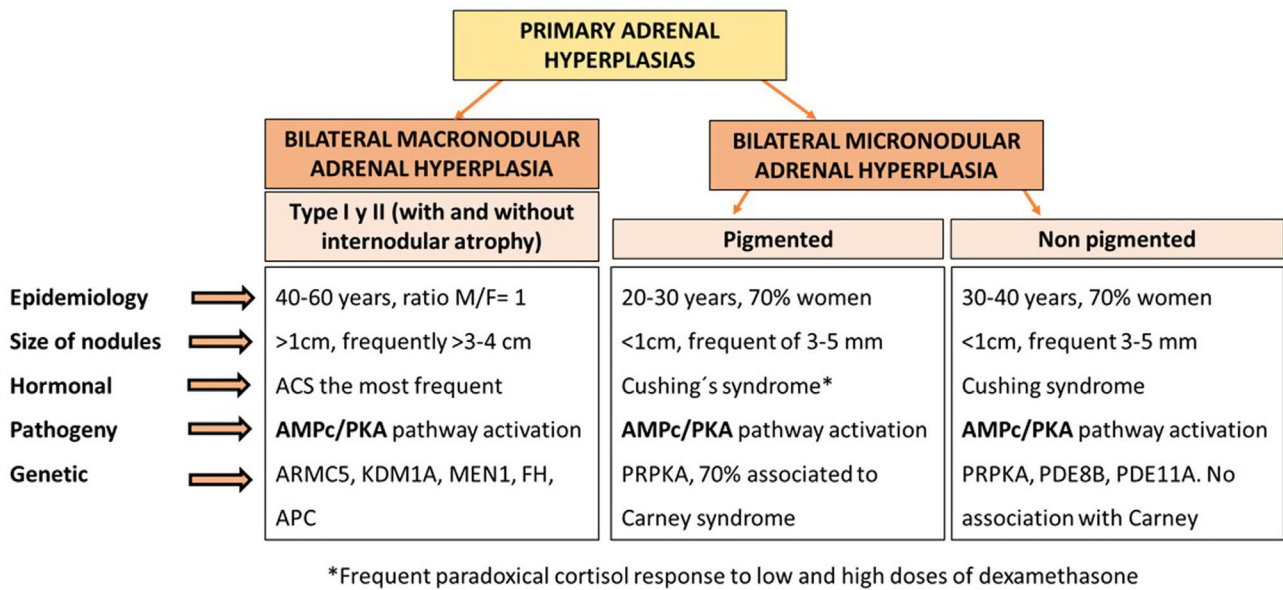 PRIMARY ADRENAL
HYPERPLASIAS
BILATERAL MACRONODULAR
ADRENAL HYPERPLASIA
BILATERAL MICRONODULAR
ADRENAL HYPERPLASIA
Type I y II (with and without
internodular atrophy)
Pigmented
Non pigmented
Epidemiology
40-60 years, ratio M/F= 1
20-30 years, 70% women
30-40 years, 70% women
Size of nodules
>1cm, frequently >3-4 cm
<1cm, frequent of 3-5 mm
<1cm, frequent 3-5 mm
Hormonal
ACS the most frequent
Cushing´s syndrome*
Cushing syndrome
Pathogeny
AMPc/PKA pathway activation
AMPc/PKA pathway activation
AMPc/PKA pathway activation
Genetic
ARMC5, KDM1A, MEN1, FH,
APC
PRPKA, 70% associated to
Carney syndrome
PRPKA, PDE8B, PDE11A. No
association with Carney
*Frequent paradoxical cortisol response to low and high doses of dexamethasone